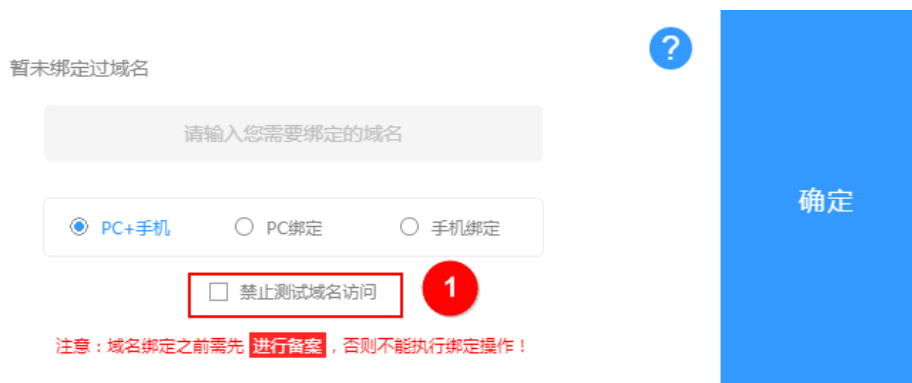 ?
暂未绑定过域名
请输入您需要绑定的域名
确定
PC+手机 PC绑定 手机绑定
禁止测试域名访问 1
注意：域名绑定之前需先 进行备案 ，否则不能执行绑定操作！